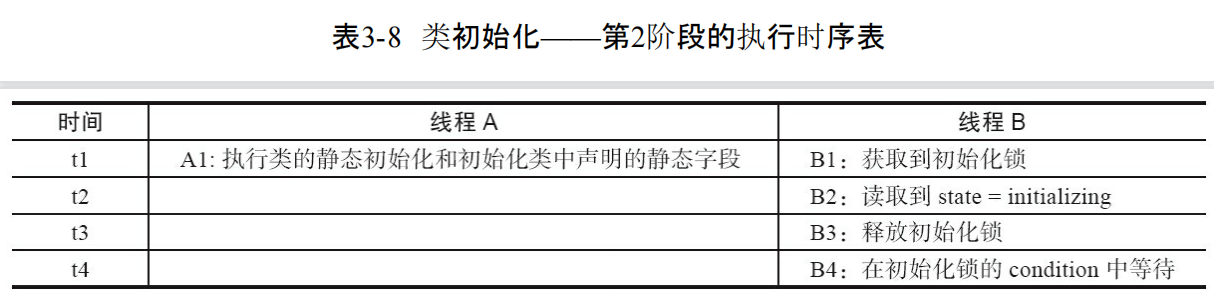 表3-8 类初始化——第2阶段的执行时序表
时间 线程 A 线程 B
t1 A1: 执行类的静态初始化和初始化类中声明的静态字段 B1：获取到初始化锁
t2 B2：读取到 state = initializing
t3 B3：释放初始化锁
t4 B4：在初始化锁的 condition 中等待